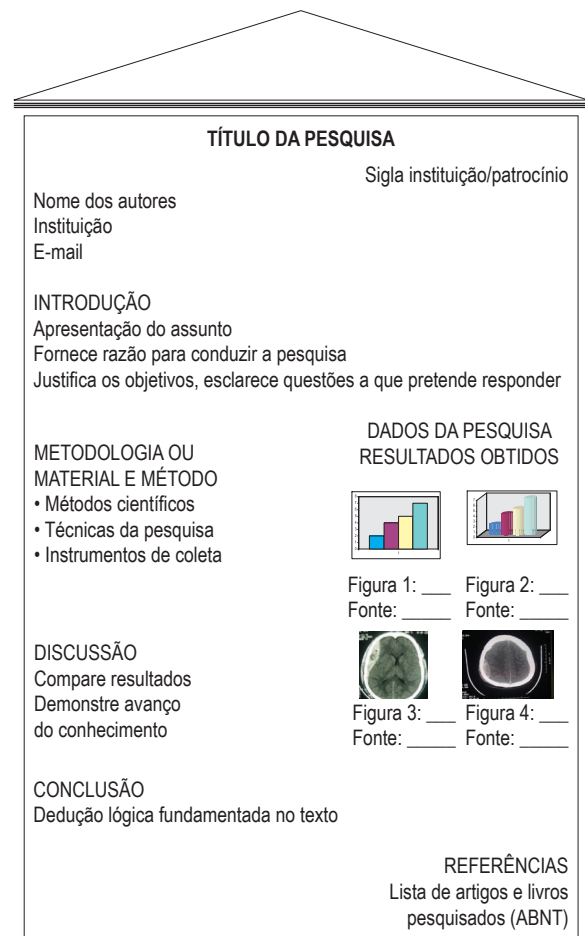 TÍTULO DA PESQUISA
Sigla instituição/patrocínio
Nome dos autores
Instituição
E-mail
INTRODUÇÃO
Apresentação do assunto
Fornece razão para conduzir a pesquisa
Justifica os objetivos, esclarece questões a que pretende responder
METODOLOGIA OU
MATERIAL E MÉTODO
• Métodos científicos
• Técnicas da pesquisa
• Instrumentos de coleta
DADOS DA PESQUISA
RESULTADOS OBTIDOS
Figura 1: ___ Figura 2: ___
Fonte: _____ Fonte: _____
DISCUSSÃO
Compare resultados
Demonstre avanço
do conhecimento
Figura 3: ___ Figura 4: ___
Fonte: _____ Fonte: _____
CONCLUSÃO
Dedução lógica fundamentada no texto
REFERÊNCIAS
Lista de artigos e livros
pesquisados (ABNT)